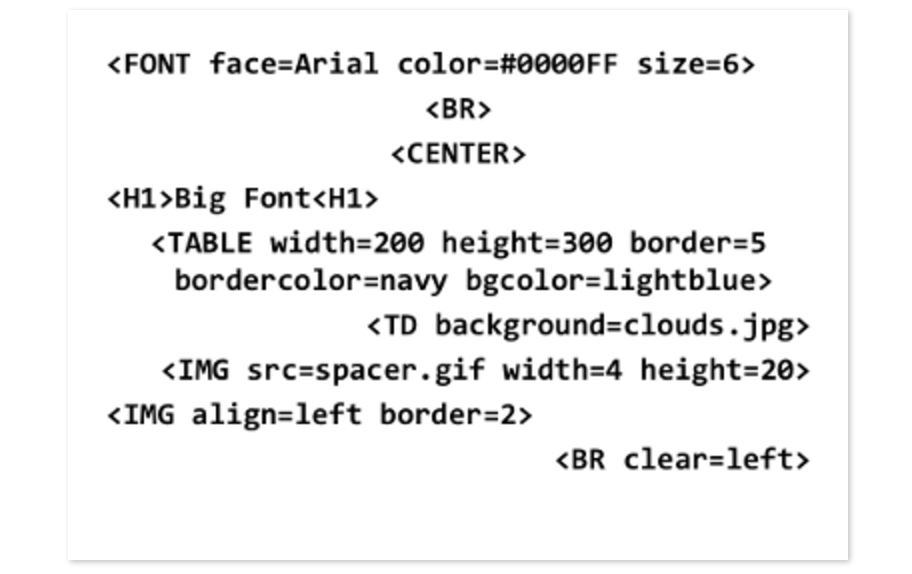 <FONT face=Arial color=#0000FF size=6>
<BR>
<CENTER>
<H1>Big Font<H1>
<TABLE width=200 height=300 border=5
bordercolor=navy bgcolor=lightblue>
<TD background=clouds.jpg>
<IMG src=spacer.gif width=4 height=20>
<IMG align=left border=2>
<BR clear=left>